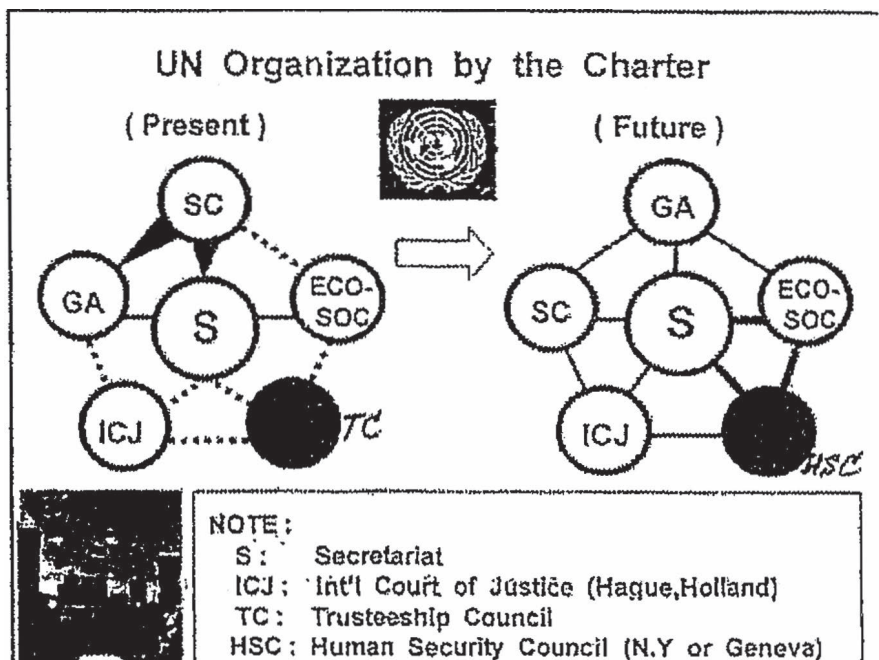 UN Organization by the Charter
( Present )
( Future )
SC
GA
S
ECO-
SOC
ICJ
TC
GA
SC
S
ECO-
SOC
ICJ
HSC
NOTE:
S: Secretariat
ICJ: Int'l Court of Justice (Hague,Holland)
TC: Trusteeship Council
HSC: Human Security Council (N.Y or Geneva)